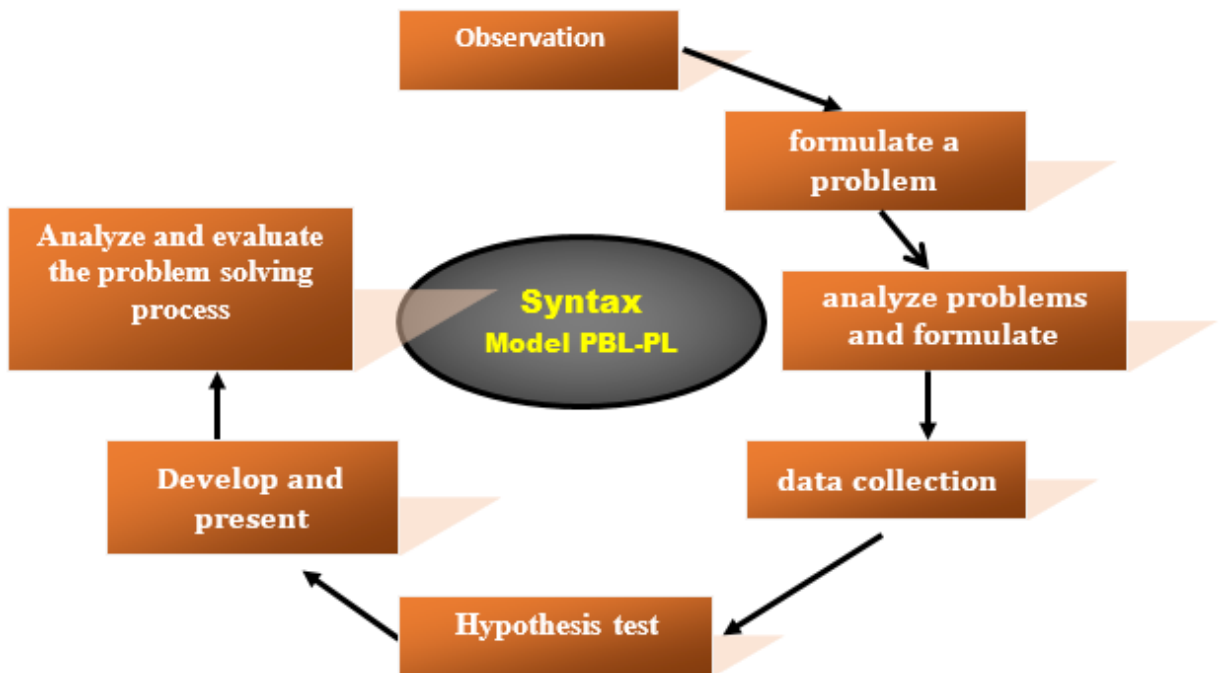 Observation
formulate a
problem
analyze problems
and formulate
data collection
Hypothesis test
Develop and
present
Analyze and evaluate
the problem solving
process
Syntax
Model PBL-PL